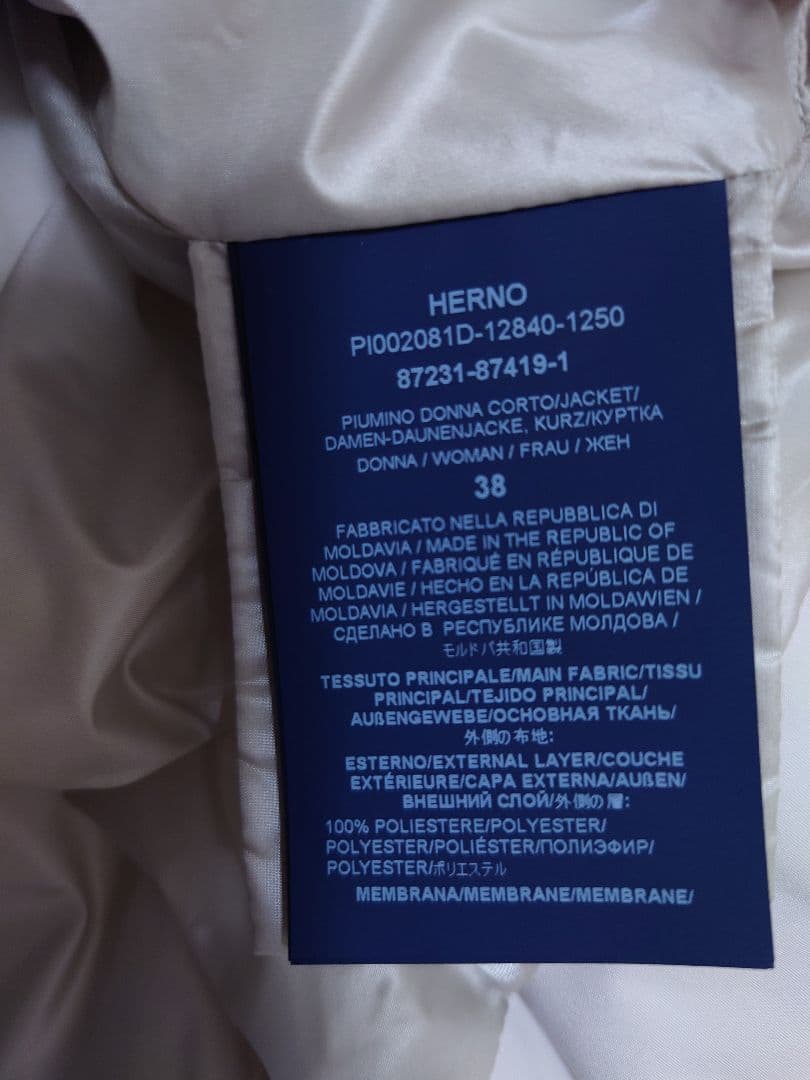 HERNO
PI002081D-12840-1250
87231-87419-1
PIUMINO DONNA CORTO/JACKET/
DAMEN-DAUNENJACKE, KURZ/КУРТКА
DONNA / WOMAN / FRAU / ЖЕН
38
FABBRICATO NELLA REPUBBLICA DI
MOLDAVIA / MADE IN THE REPUBLIC OF
MOLDOVA / FABRIQUÉ EN RÉPUBLIQUE DE
MOLDAVIE / HECHO EN LA REPÚBLICA DE
MOLDAVIA / HERGESTELLT IN MOLDAWIEN /
СДЕЛАНО В РЕСПУБЛИКЕ МОЛДОВА /
モルドバ共和国製
TESSUTO PRINCIPALE/MAIN FABRIC/TISSU
PRINCIPAL/TEJIDO PRINCIPAL/
AUßENGEWEBE/ОСНОВНАЯ ТКАНЬ/
外側の布地:
ESTERNO/EXTERNAL LAYER/COUCHE
EXTÉRIEURE/CAPA EXTERNA/AUßEN/
ВНЕШНИЙ СЛОЙ/外側の層:
100% POLIESTERE/POLYESTER/
POLYESTER/POLIÉSTER/ПОЛИЭФИР/
POLYESTER/ポリエステル
MEMBRANA/MEMBRANE/MEMBRANE/